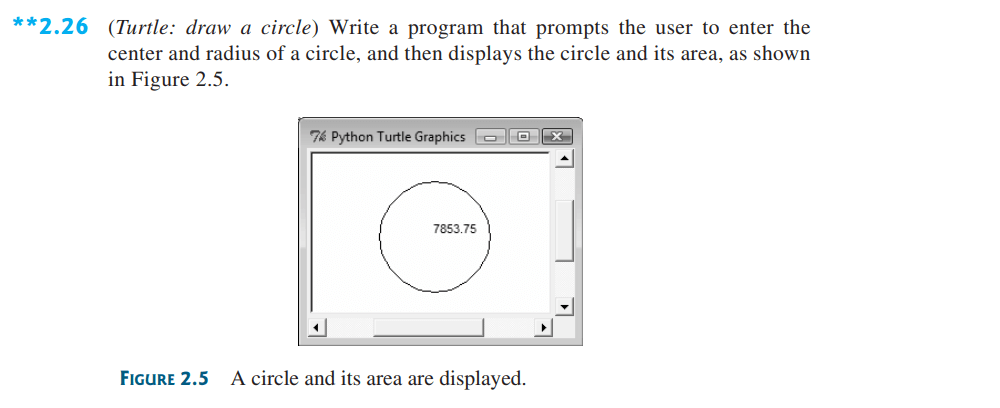 **2.26 (Turtle: draw a circle) Write a program that prompts the user to enter the
center and radius of a circle, and then displays the circle and its area, as shown
in Figure 2.5.
Python Turtle Graphics
7853.75
FIGURE 2.5 A circle and its area are displayed.